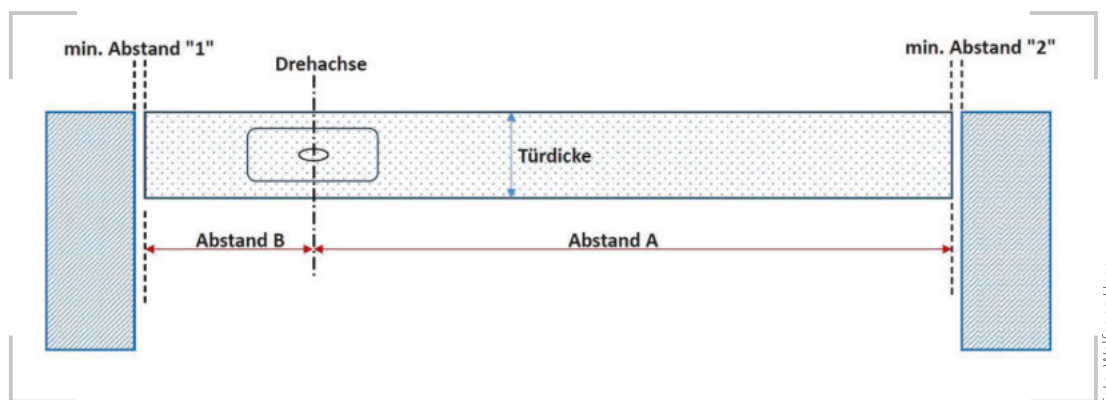 min. Abstand "1"
min. Abstand "2"
Drehachse
Türdicke
Abstand B
Abstand A